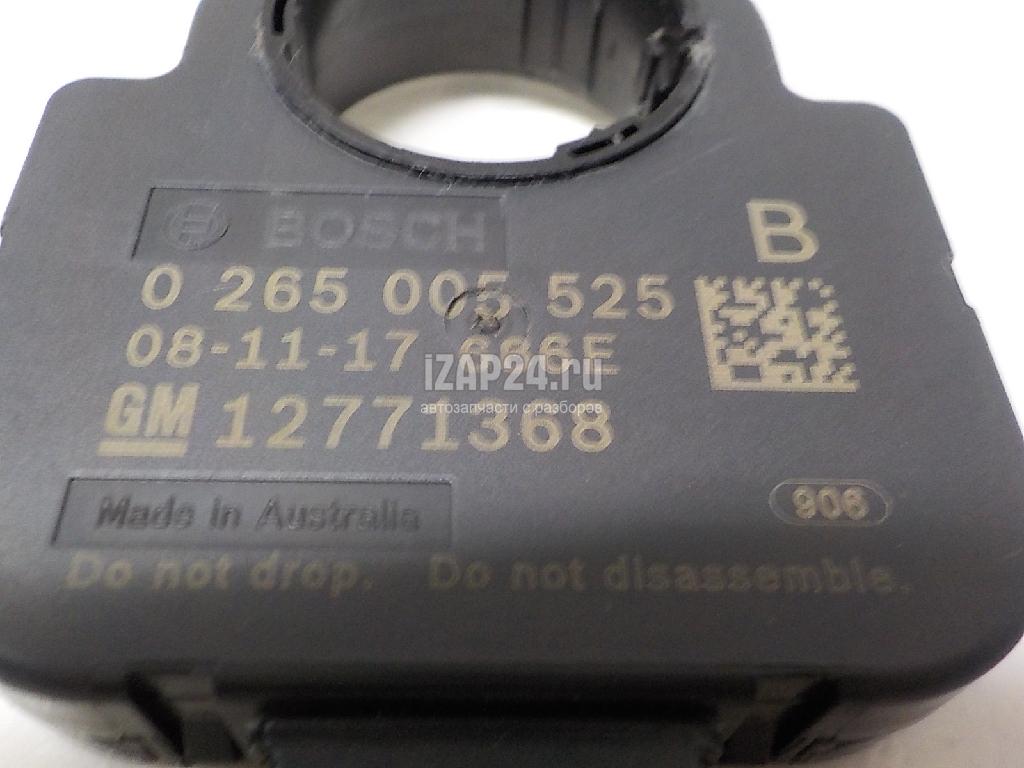 BOSCH
B
0 265 005 525
08-11-17 686E
iZAP24.ru
автозапчасти с разборов
GM 12771368
Made in Australia
906
Do not drop. Do not disassemble.